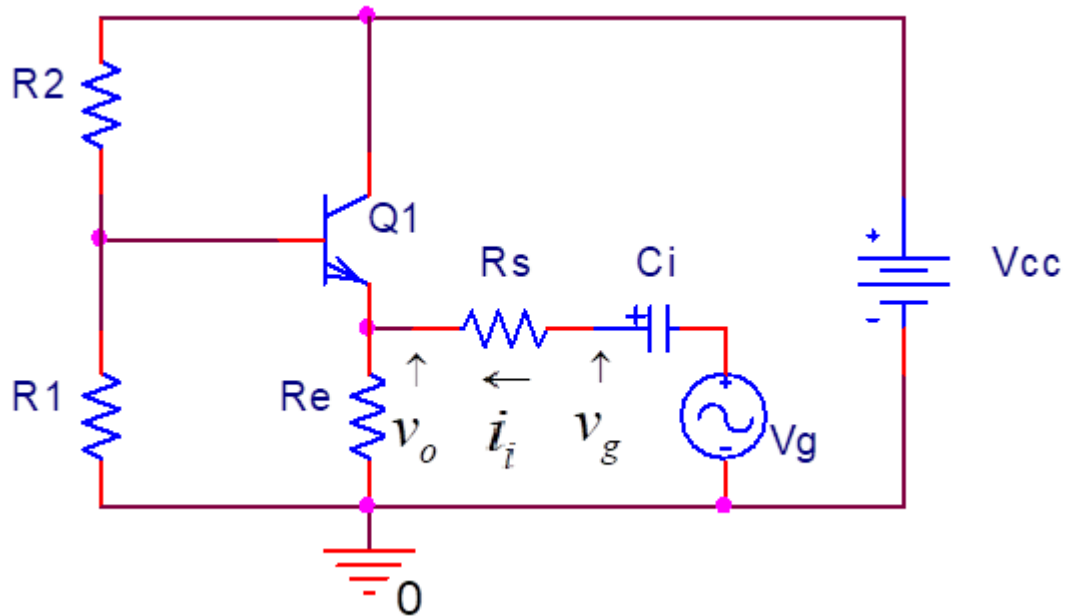 R2
Q1
Rs
Ci
+
Vcc
+
-
R1
Re
↑
←
↑
v_o
i_i
v_g
+
-
Vg
0